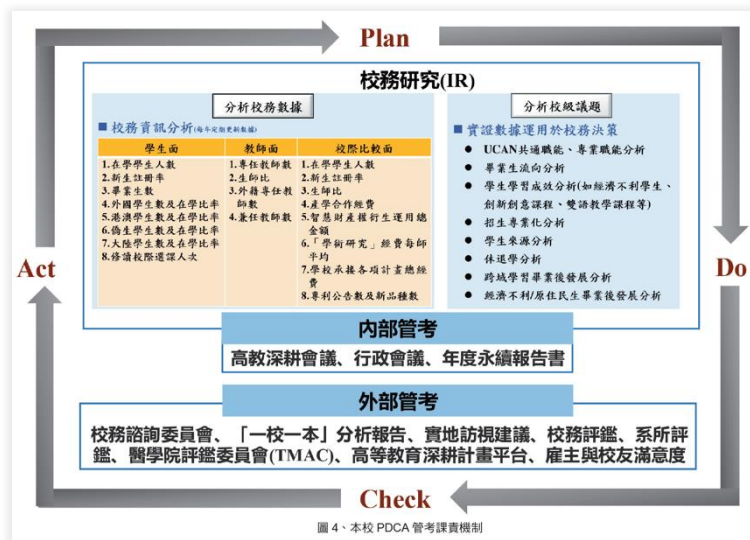 Plan
校務研究(IR)
分析校務數據
■ 校務資訊分析(每年定期更新數據)
學生面
1.在學學生人數
2.新生註冊率
3.畢業生數
4.外國學生數及在學比率
5.港澳學生數及在學比率
6.僑生學生數及在學比率
7.大陸學生數及在學比率
8.修讀校際選課人次
教師面
1.專任教師數
2.生師比
3.外籍專任教
師數
4.兼任教師數
校際比較面
1.在學學生人數
2.新生註冊率
3.生師比
4.產學合作經費
5.智慧財產權衍生運用總
金額
6.「學術研究」經費每師
平均
7.學校承接各項計畫總經
費
8.專利公告數及新品種數
分析校級議題
■ 實證數據運用於校務決策
● UCAN共通職能、專業職能分析
● 畢業生流向分析
● 學生學習成效分析(如經濟不利學生、
創新創意課程、雙語教學課程等)
● 招生專業化分析
● 學生來源分析
● 休退學分析
● 跨域學習畢業後發展分析
● 經濟不利/原住民生畢業後發展分析
Act
Do
內部管考
高教深耕會議、行政會議、年度永續報告書
外部管考
校務諮詢委員會、「一校一本」分析報告、實地訪視建議、校務評鑑、系所評
鑑、醫學院評鑑委員會(TMAC)、高等教育深耕計畫平台、雇主與校友滿意度
Check
圖 4、本校 PDCA 管考課責機制